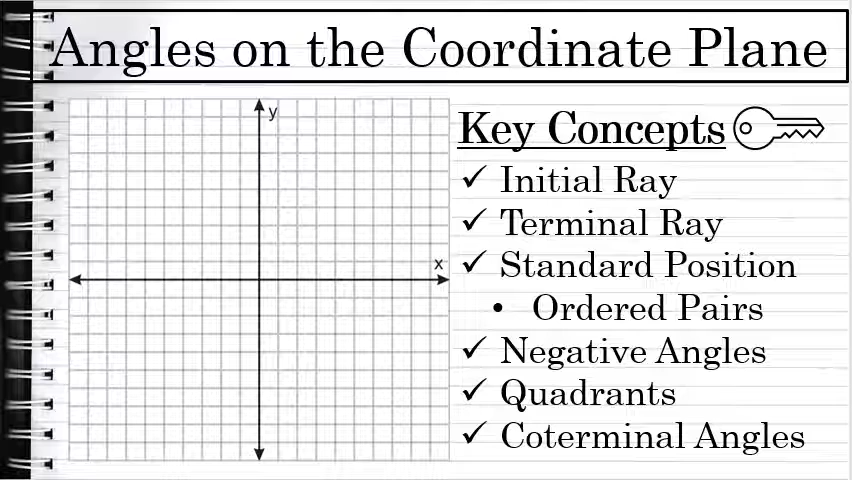 Angles on the Coordinate Plane
y
x
Key Concepts
✓ Initial Ray
✓ Terminal Ray
✓ Standard Position
• Ordered Pairs
✓ Negative Angles
✓ Quadrants
✓ Coterminal Angles